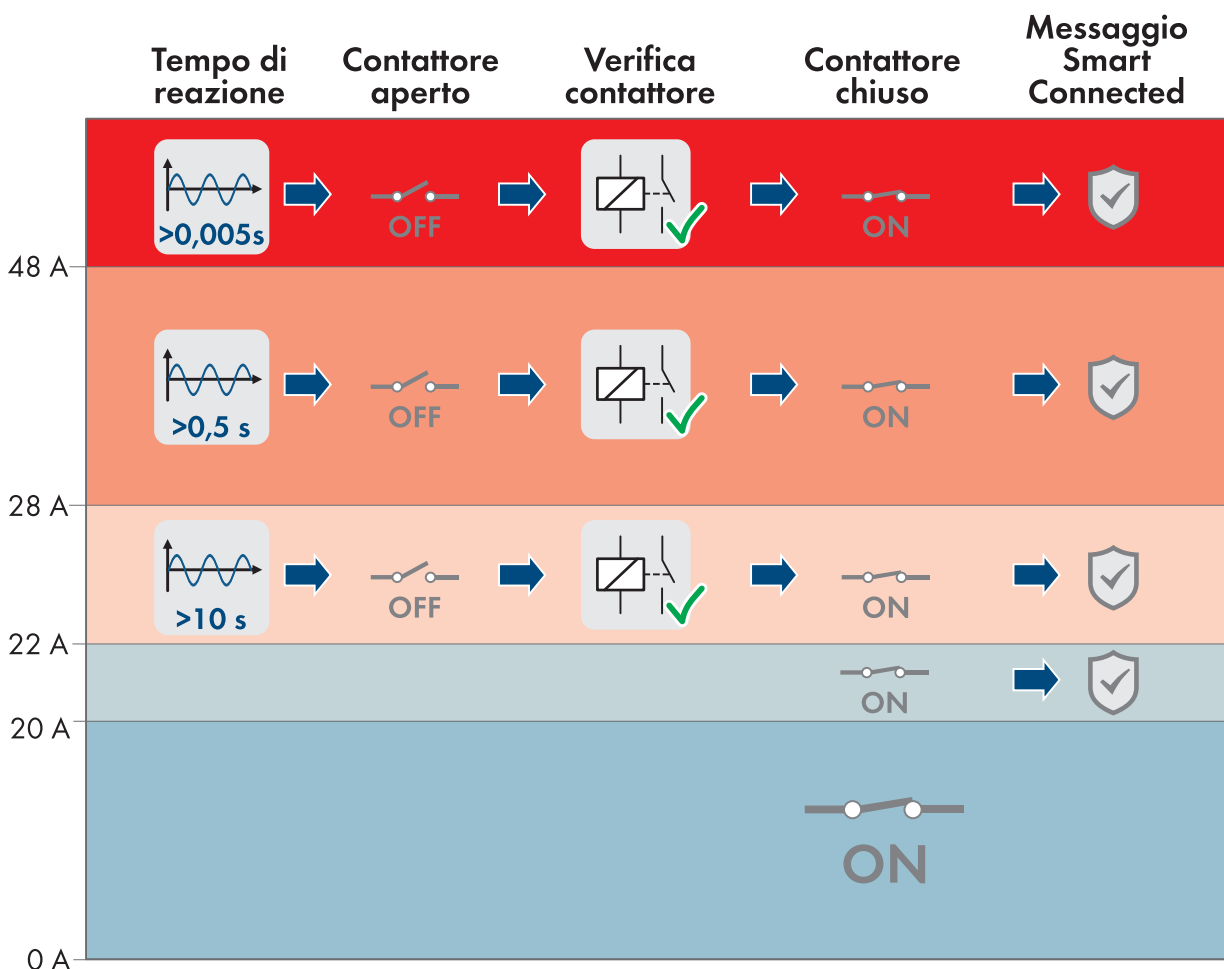 Tempo di
reazione
Contattore
aperto
Verifica
contattore
Contattore
chiuso
Messaggio
Smart
Connected
>0,005s
OFF
ON
48 A
>0,5 s
OFF
ON
28 A
>10 s
OFF
ON
22 A
ON
20 A
ON
0 A